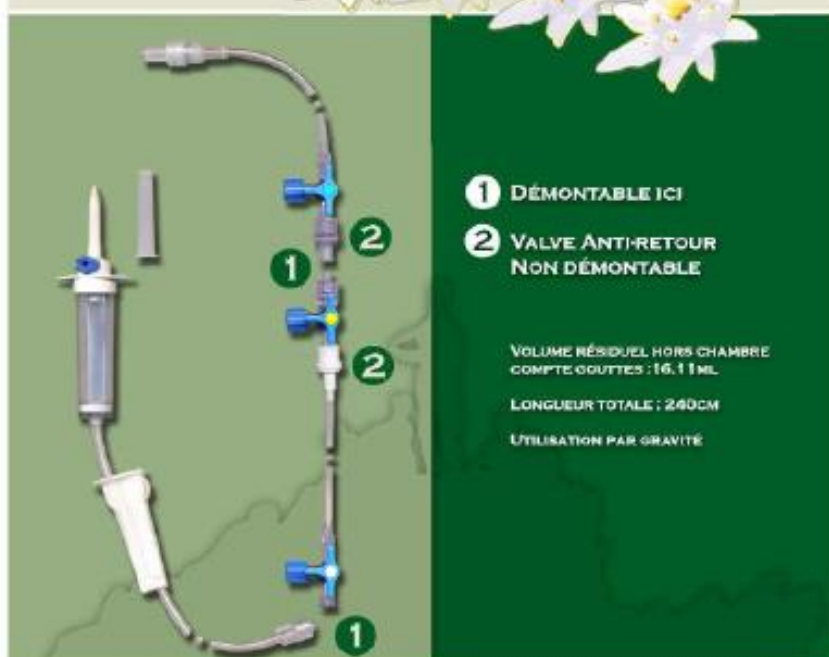 1 DÉMONTABLE ICI
2 VALVE ANTI-RETOUR
NON DÉMONTABLE
VOLUME RÉSIDUEL HORS CHAMBRE
COMPTE GOUTTES : 16.11ML
LONGUEUR TOTALE : 240CM
UTILISATION PAR GRAVITÉ
2
1
2
1